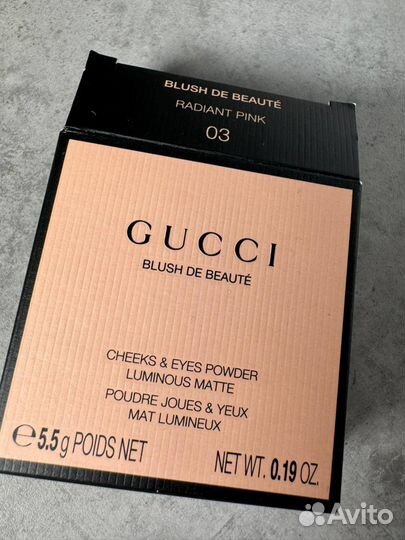 BLUSH DE BEAUTÉ
RADIANT PINK
03
GUCCI
BLUSH DE BEAUTÉ
CHEEKS & EYES POWDER
LUMINOUS MATTE
POUDRE JOUES & YEUX
MAT LUMINEUX
℮ 5.5g POIDS NET NET WT. 0.19 OZ.
Avito